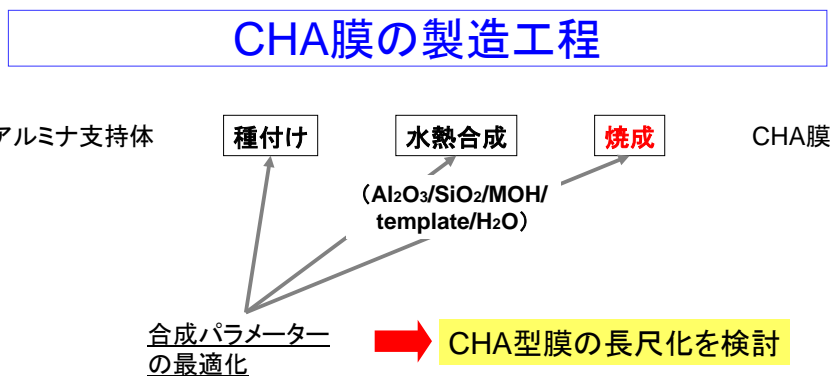 CHA膜の製造工程
アルミナ支持体 種付け 水熱合成 焼成 CHA膜
（Al2O3/SiO2/MOH/
template/H2O）
合成パラメーター
の最適化
CHA型膜の長尺化を検討